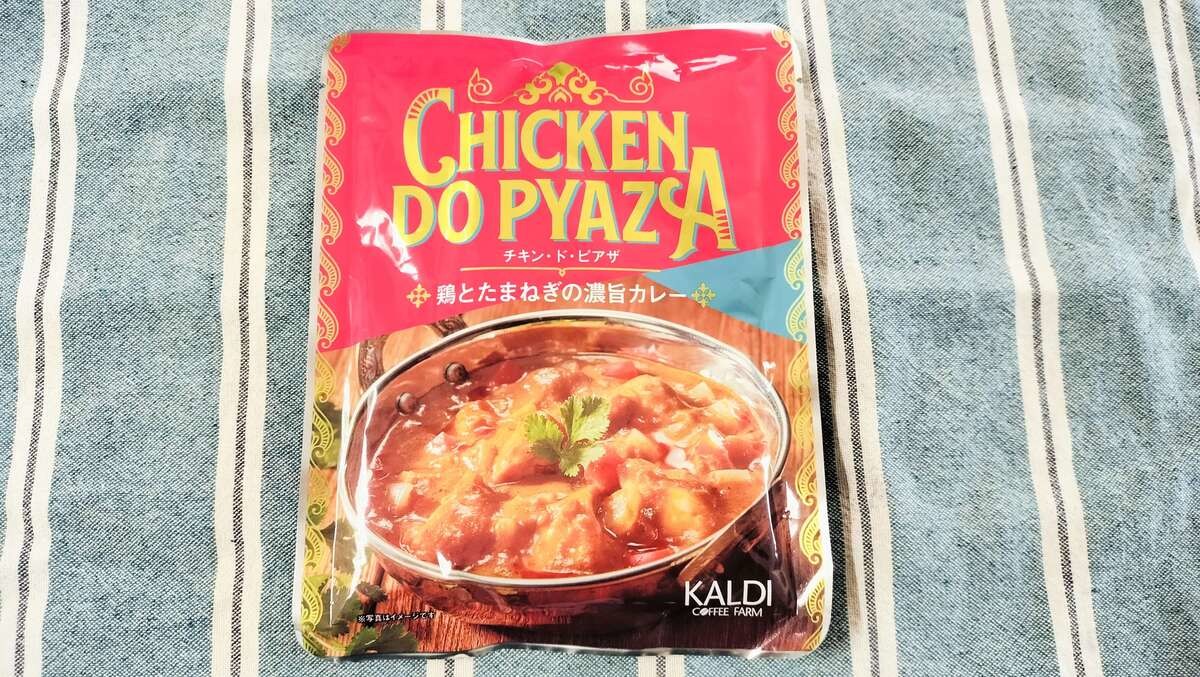 CHICKEN
DO PYAZA
チキン・ド・ピアザ
鶏とたまねぎの濃旨カレー
KALDI
COFFEE FARM
※写真はイメージです